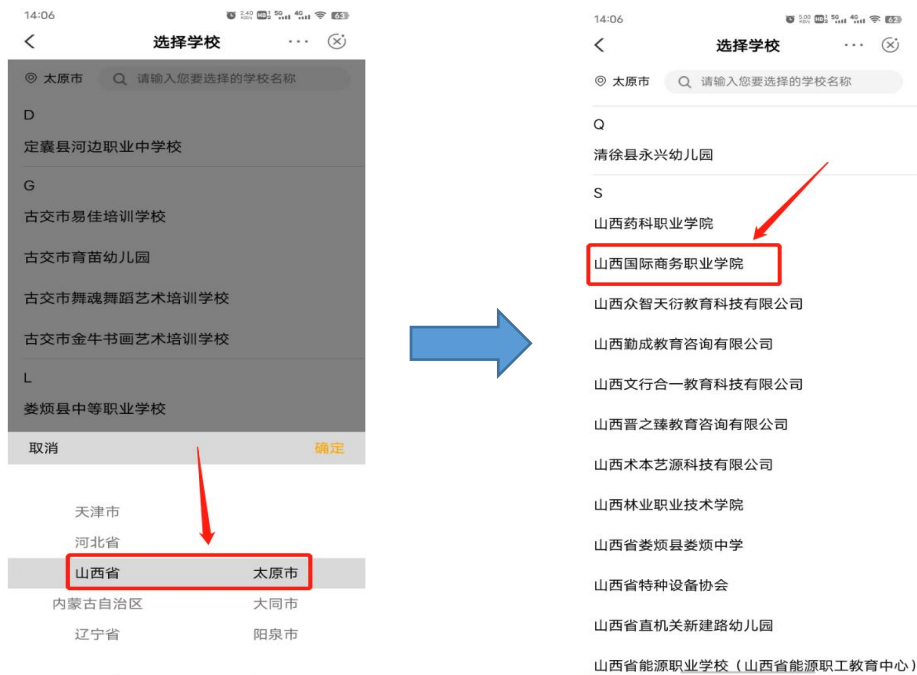 14:06
2.40 KB/s HD 5G 4G 63
选择学校
太原市 请输入您要选择的学校名称
D
定襄县河边职业中学校
G
古交市易佳培训学校
古交市育苗幼儿园
古交市舞魂舞蹈艺术培训学校
古交市金牛书画艺术培训学校
L
娄烦县中等职业学校
取消 确定
天津市
河北省
山西省 太原市
内蒙古自治区 大同市
辽宁省 阳泉市
14:06
5G 4G 62
选择学校
太原市 请输入您要选择的学校名称
Q
清徐县永兴幼儿园
S
山西药科职业学院
山西国际商务职业学院
山西众智天衍教育科技有限公司
山西勤成教育咨询有限公司
山西文行合一教育科技有限公司
山西晋之臻教育咨询有限公司
山西术本艺源科技有限公司
山西林业职业技术学院
山西省娄烦县娄烦中学
山西省特种设备协会
山西省直机关新建路幼儿园
山西省能源职业学校（山西省能源职工教育中心）